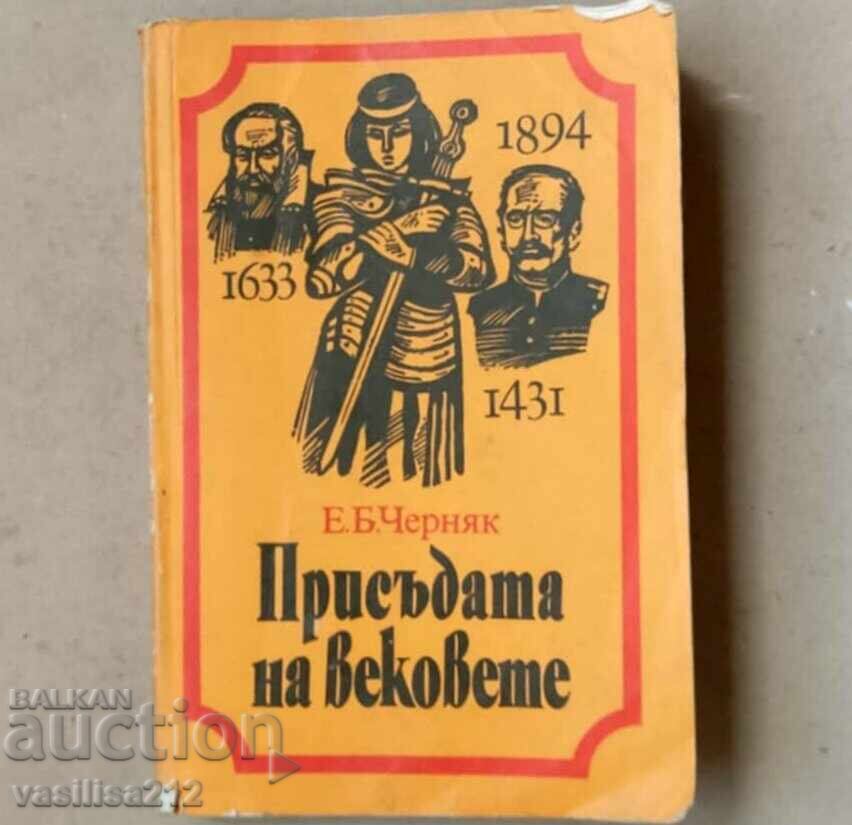 1894
1633
1431
Е.Б.Черняк
Присъдата
на вековете
BALKAN
auction
vasilisa212